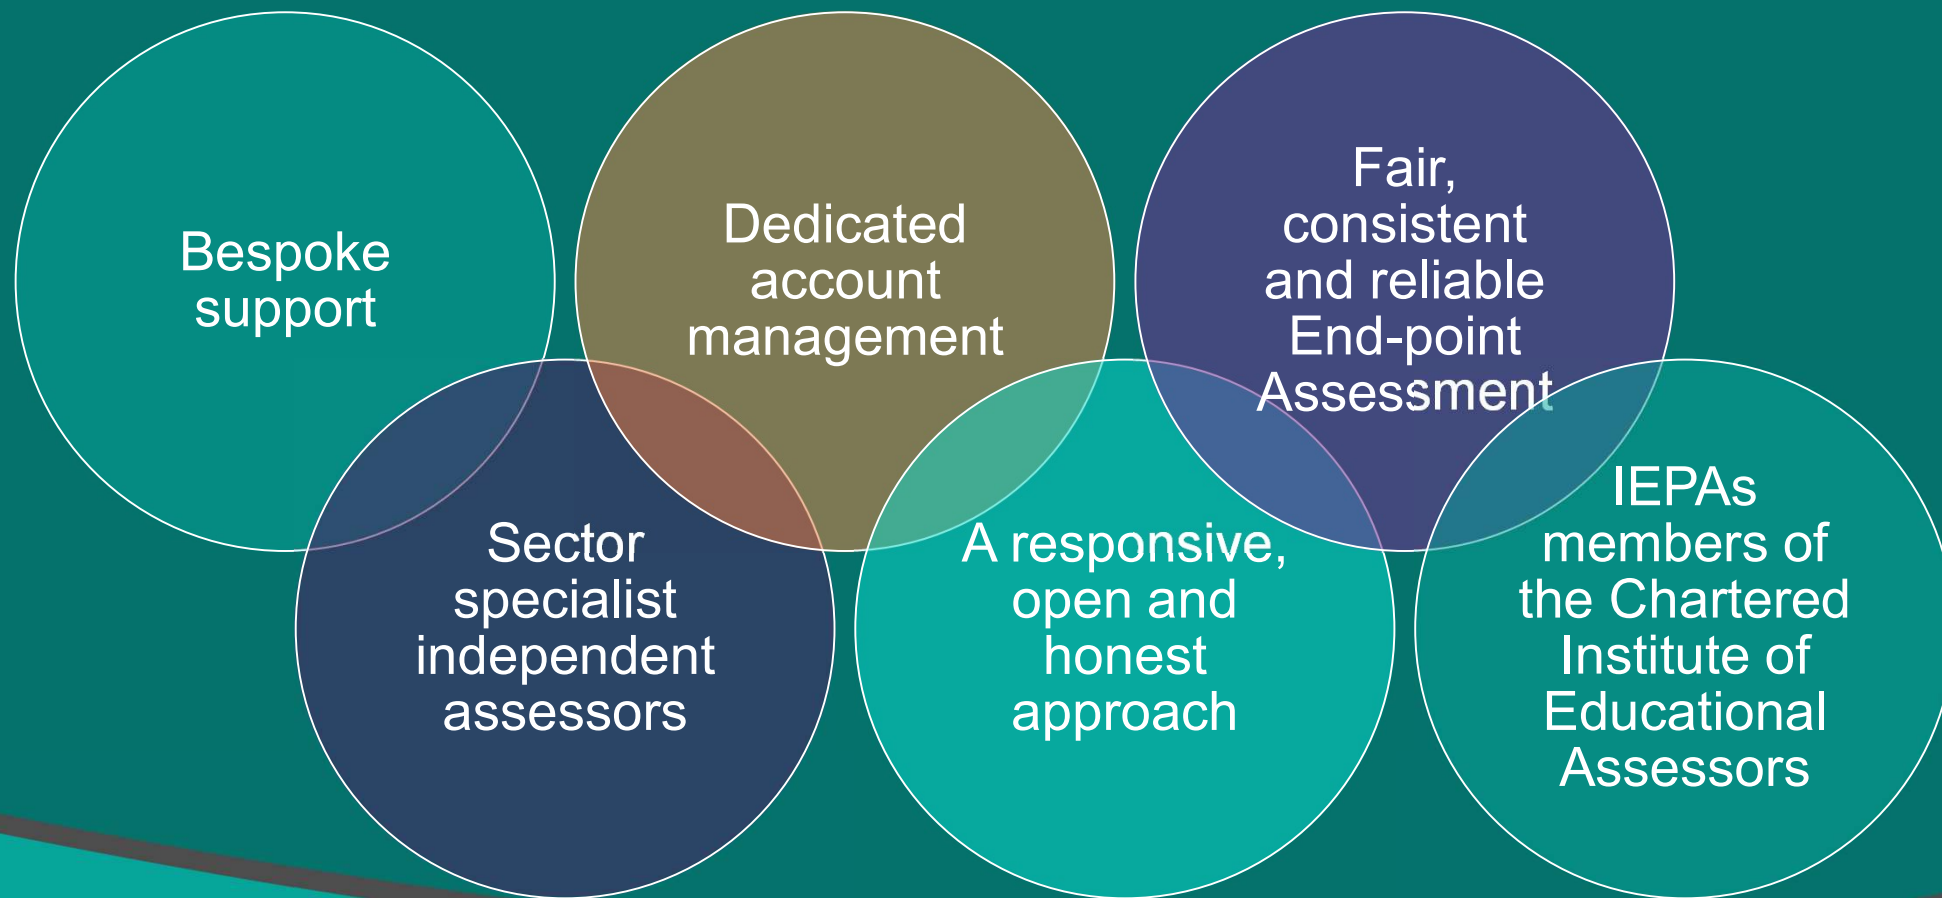 Bespoke
support
Sector
specialist
independent
assessors
Dedicated
account
management
A responsive,
open and
honest
approach
Fair,
consistent
and reliable
End-point
Assessment
IEPAs
members of
the Chartered
Institute of
Educational
Assessors